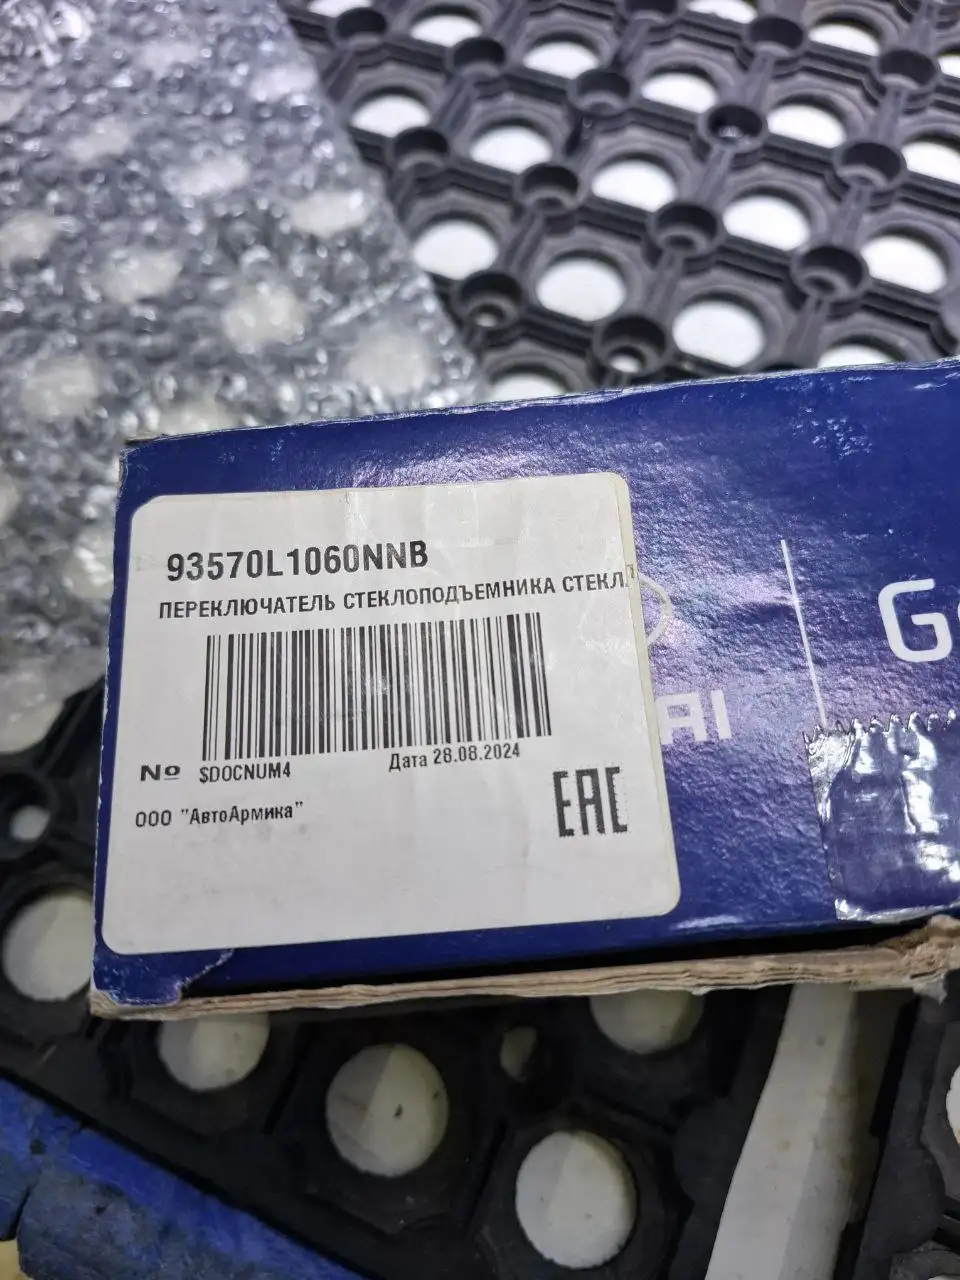 93570L1060NNB
ПЕРЕКЛЮЧАТЕЛЬ СТЕКЛОПОДЪЕМНИКА СТЕКЛ
№ $DOCNUM4
Дата 28.08.2024
ООО "АвтоАрмика"
EAC